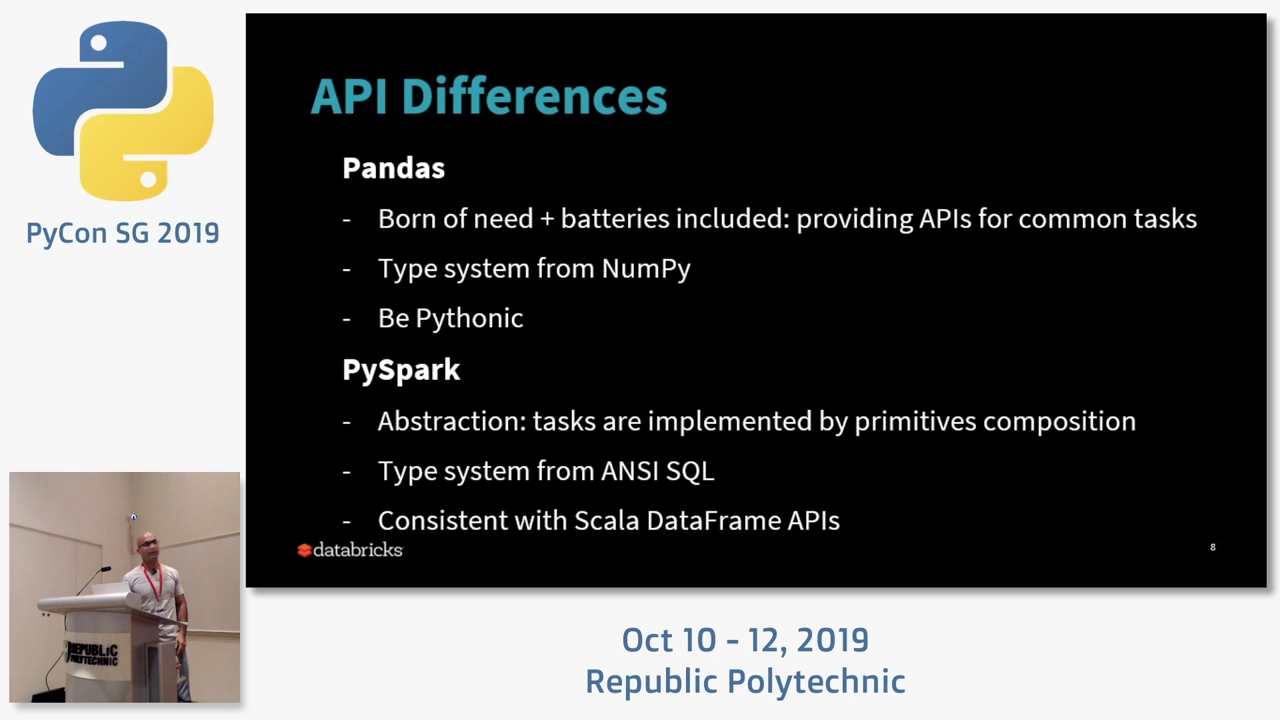 PyCon SG 2019
API Differences
Pandas
- Born of need + batteries included: providing APIs for common tasks
- Type system from NumPy
- Be Pythonic
PySpark
- Abstraction: tasks are implemented by primitives composition
- Type system from ANSI SQL
- Consistent with Scala DataFrame APIs
databricks
8
REPUBLIC
POLYTECHNIC
Oct 10 - 12, 2019
Republic Polytechnic